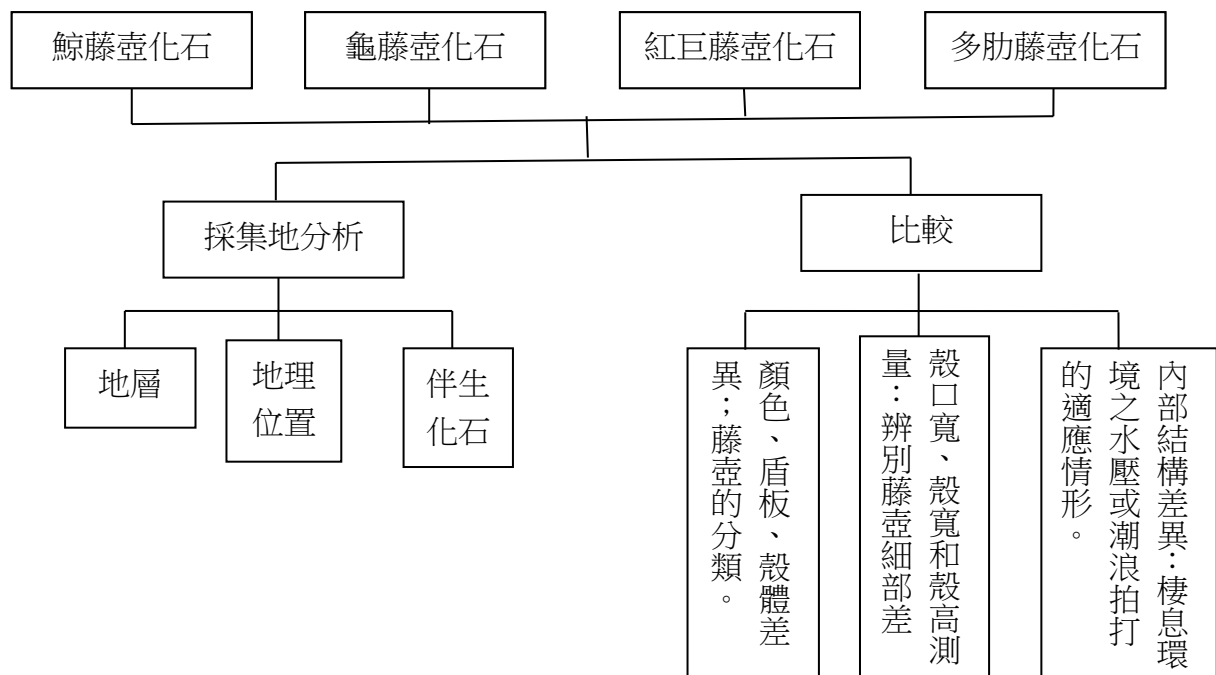 鯨藤壺化石
龜藤壺化石
紅巨藤壺化石
多肋藤壺化石
採集地分析
比較
地層
地理
位置
伴生
化石
顏色、盾板、殼體差
異；藤壺的分類。
殼口寬、殼寬和殼高測
量：辨別藤壺細部差
內部結構差異：棲息環
境之水壓或潮浪拍打
的適應情形。